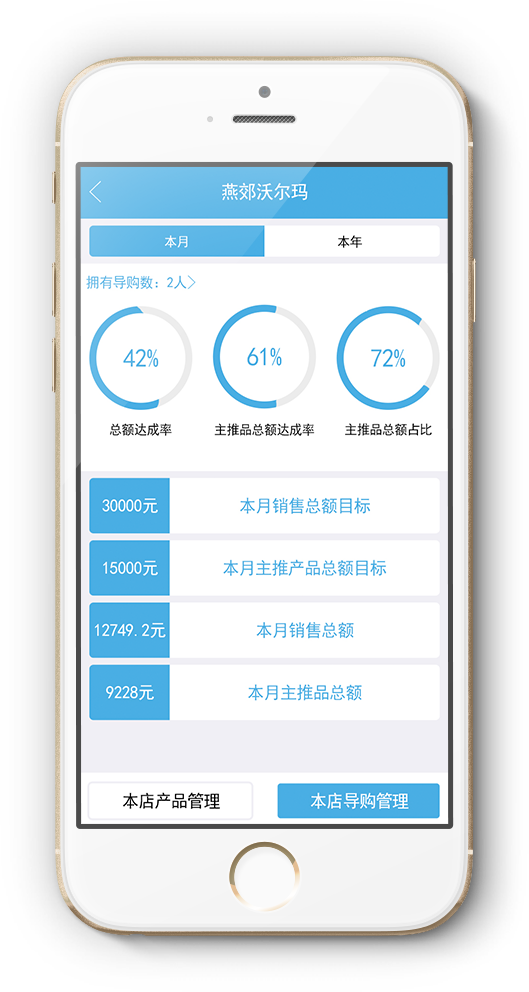 燕郊沃尔玛
本月 本年
拥有导购数：2人
42% 61% 72%
总额达成率 主推品总额达成率 主推品总额占比
30000元 本月销售总额目标
15000元 本月主推产品总额目标
12749.2元 本月销售总额
9228元 本月主推品总额
本店产品管理 本店导购管理